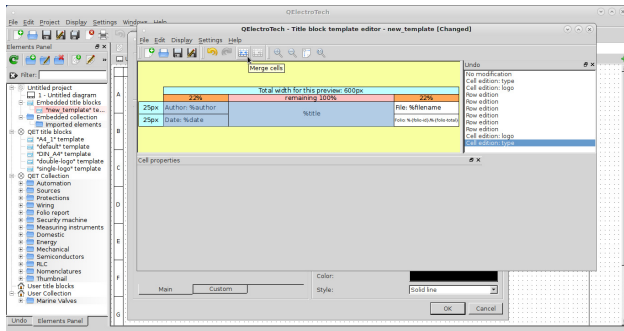 QElectroTech
File Edit Project Display Settings Windows Help
QElectroTech - Title block template editor - new_template [Changed]
File Edit Display Settings Help
Merge cells
Elements Panel
Filter:
Untitled project
1 - Untitled diagram
Embedded title blocks
"new_template" te...
Embedded collection
Imported elements
QET title blocks
"A4_1" template
"default" template
"DIN_A4" template
"double-logo" template
"single-logo" template
QET Collection
Automation
Sources
Protections
Wiring
Folio report
Security machine
Measuring instruments
Domestic
Energy
Mechanical
Semiconductors
RLC
Nomenclatures
Thumbnail
User title blocks
User Collection
Marine Valves
Undo Elements Panel
A
B
C
D
E
F
G
Total width for this preview: 600px
22% remaining 100% 22%
25px Author: %author %title File: %filename
25px Date: %date Folio: %{folio-id}/%{folio-total}
Undo
No modification
Cell edition: type
Cell edition: logo
Row edition
Row edition
Row edition
Row edition
Row edition
Row edition
Cell edition: logo
Cell edition: type
Cell properties
Color:
Style: Solid line
Main Custom
OK Cancel